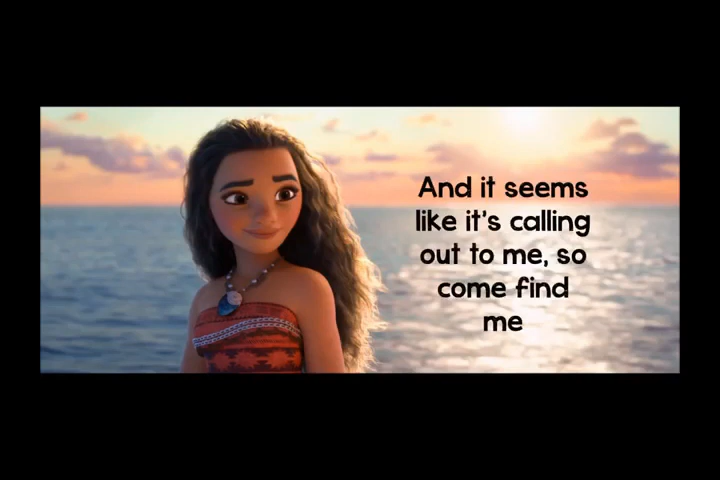 And it seems
like it's calling
out to me, so
come find
me